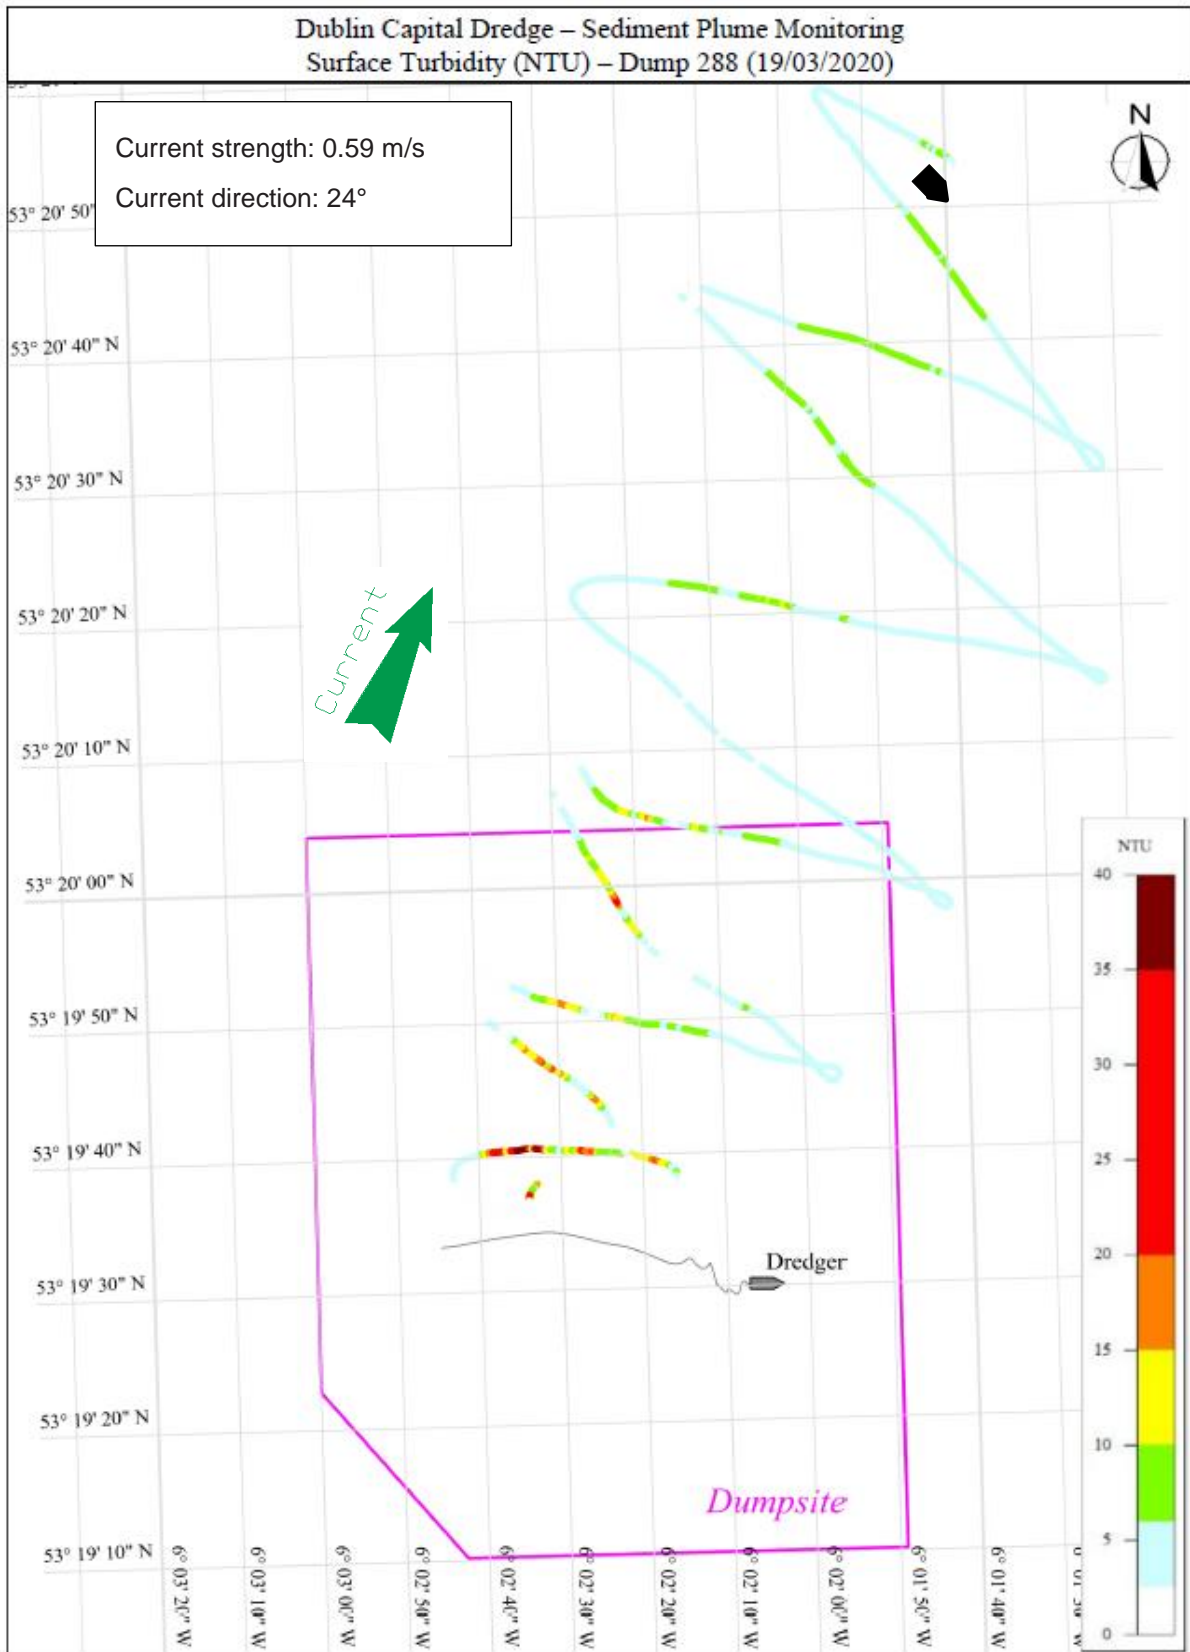 Dublin Capital Dredge – Sediment Plume Monitoring
Surface Turbidity (NTU) – Dump 288 (19/03/2020)
Current strength: 0.59 m/s
Current direction: 24°
N
53° 20' 50"
53° 20' 40" N
53° 20' 30" N
53° 20' 20" N
53° 20' 10" N
53° 20' 00" N
53° 19' 50" N
53° 19' 40" N
53° 19' 30" N
53° 19' 20" N
53° 19' 10" N
Current
Dredger
Dumpsite
NTU
40
35
30
25
20
15
10
5
0
6° 03' 20" W
6° 03' 10" W
6° 03' 00" W
6° 02' 50" W
6° 02' 40" W
6° 02' 30" W
6° 02' 20" W
6° 02' 10" W
6° 02' 00" W
6° 01' 50" W
6° 01' 40" W